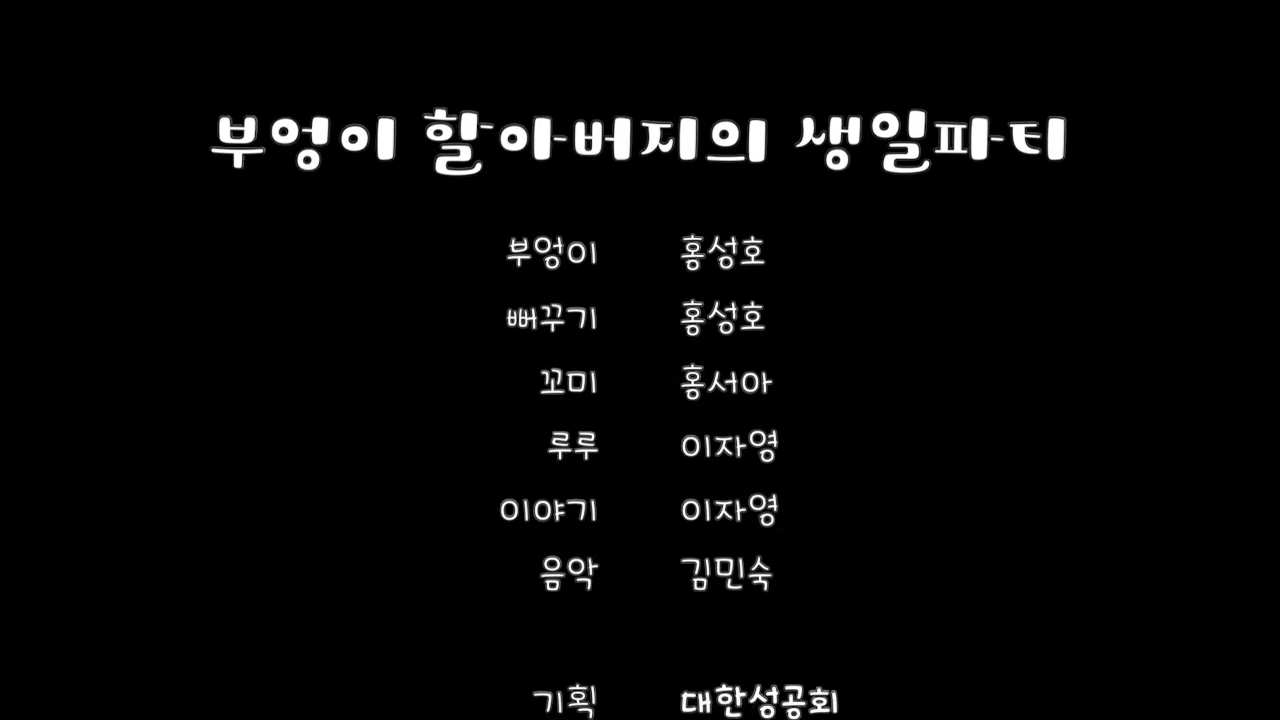 부엉이 할아버지의 생일파티
부엉이 홍성호
뻐꾸기 홍성호
꼬미 홍서아
루루 이자영
이야기 이자영
음악 김민숙
기획 대한성공회